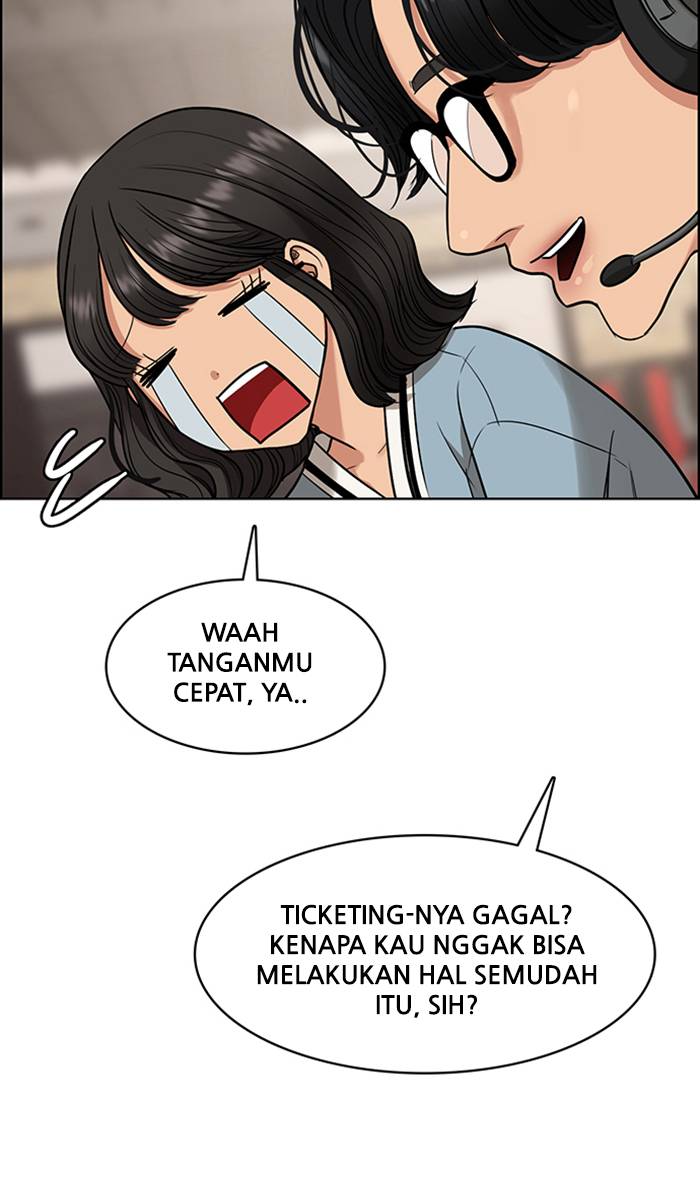 WAAH
TANGANMU
CEPAT, YA..
TICKETING-NYA GAGAL?
KENAPA KAU NGGAK BISA
MELAKUKAN HAL SEMUDAH
ITU, SIH?